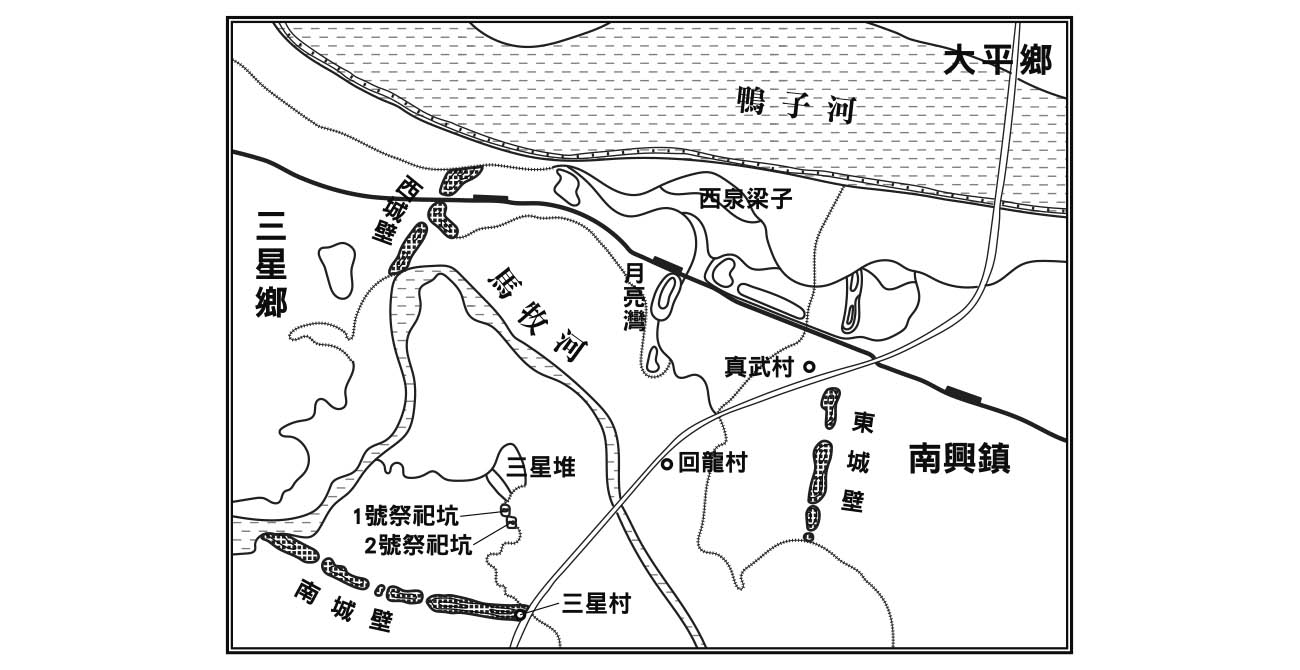 大平鄉
鴨子河
西泉梁子
西城壁
三星鄉
馬牧河
月亮灣
真武村
東城壁
南興鎮
回龍村
三星堆
1號祭祀坑
2號祭祀坑
三星村
南城壁